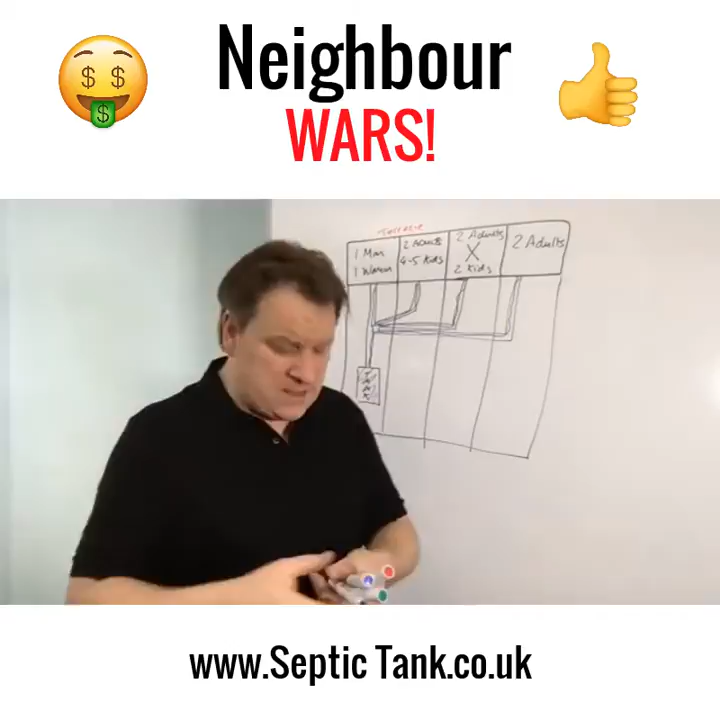 Neighbour
WARS!
Terrace
1 Man
1 Woman
2 Adults
4-5 Kids
2 Adults
X
2 Kids
2 Adults
TANK
www.Septic Tank.co.uk